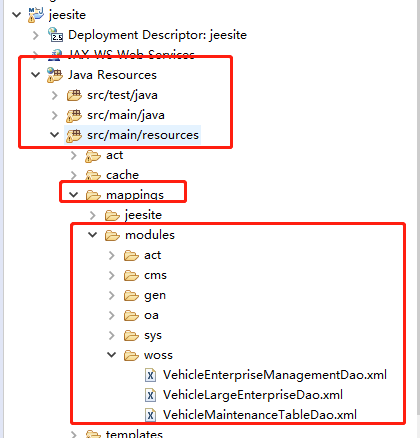 jeesite
Deployment Descriptor: jeesite
JAX-WS Web Services
Java Resources
src/test/java
src/main/java
src/main/resources
act
cache
mappings
jeesite
modules
act
cms
gen
oa
sys
woss
VehicleEnterpriseManagementDao.xml
VehicleLargeEnterpriseDao.xml
VehicleMaintenanceTableDao.xml
templates